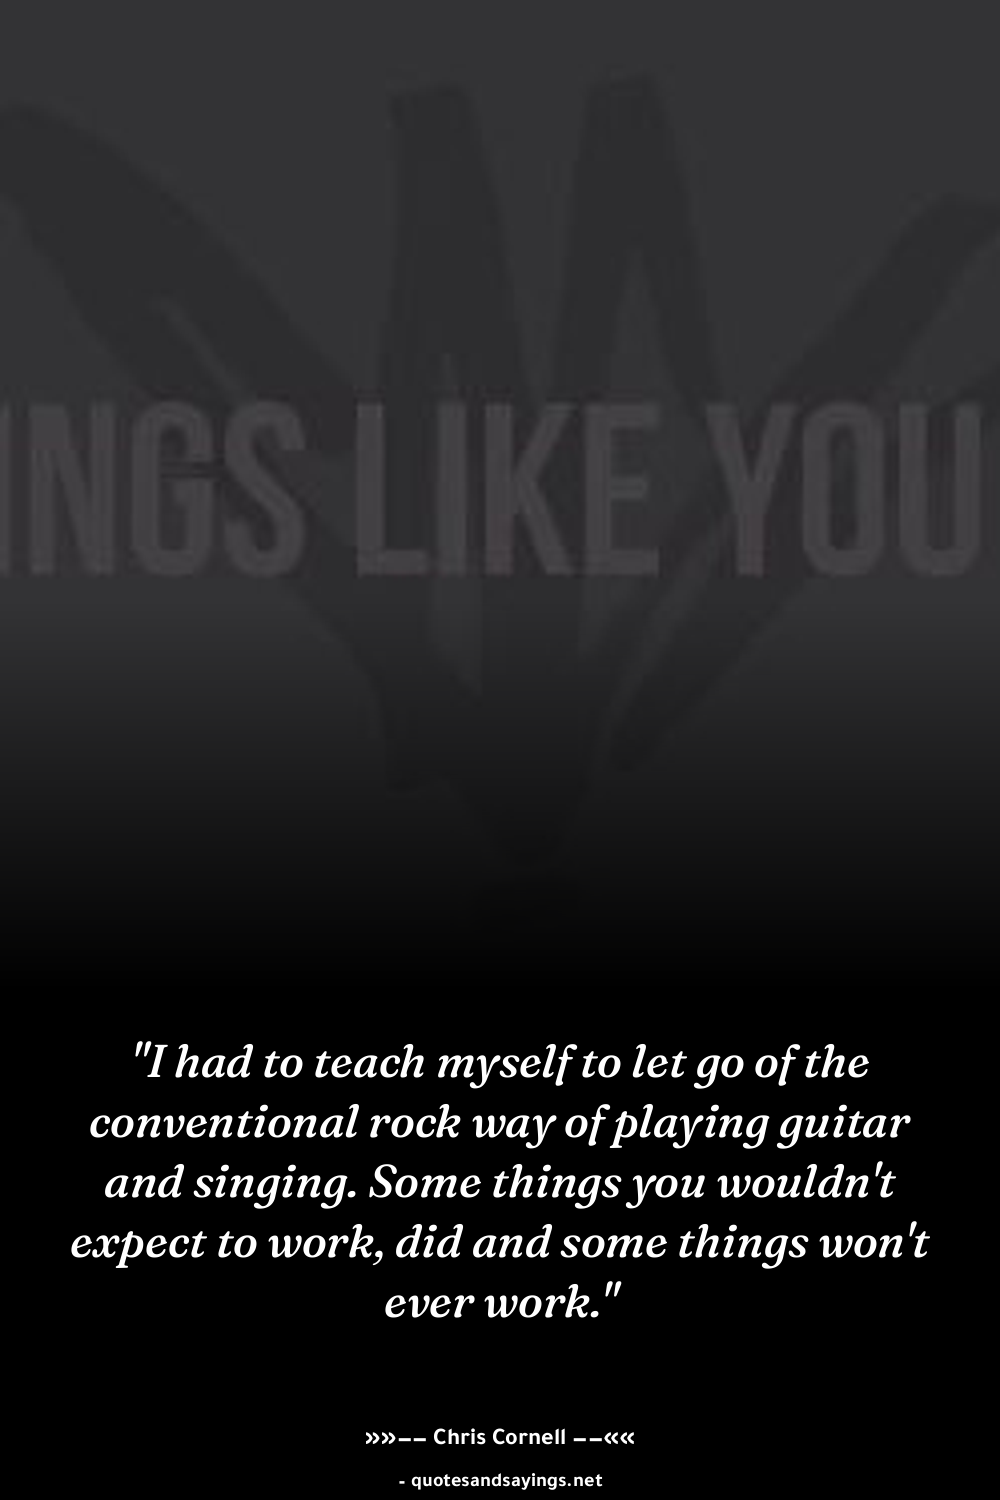 INGS LIKE YOU
"I had to teach myself to let go of the
conventional rock way of playing guitar
and singing. Some things you wouldn't
expect to work, did and some things won't
ever work."
»»–– Chris Cornell ––««
- quotesandsayings.net